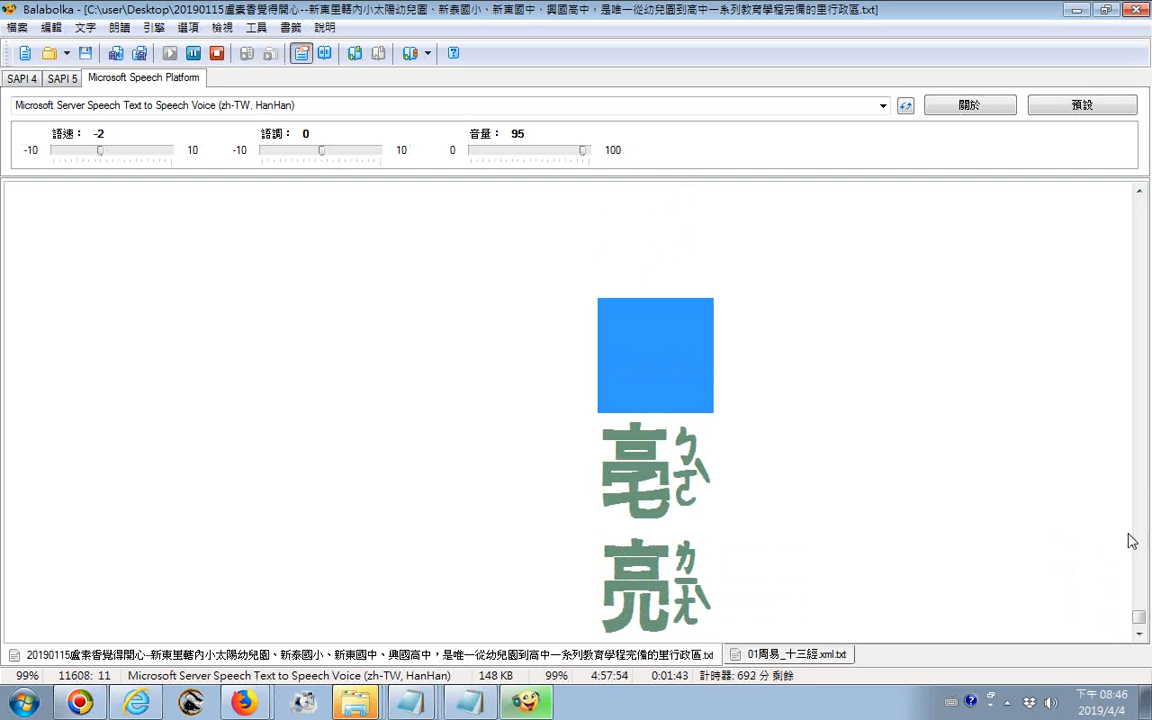 Balabolka - [C:\user\Desktop\20190115盧素香覺得開心--新東里轄內小太陽幼兒園、新泰國小、新東國中、興國高中，是唯一從幼兒園到高中一系列教育學程完備的里行政區.txt]
檔案 編輯 文字 朗讀 引擎 選項 檢視 工具 書籤 說明
SAPI 4 SAPI 5 Microsoft Speech Platform
Microsoft Server Speech Text to Speech Voice (zh-TW, HanHan) 關於 預設
語速： -2 語調： 0 音量： 95
-10 10 -10 10 0 100
亳ㄅㄛˋ
亮ㄌㄧㄤˋ
20190115盧素香覺得開心--新東里轄內小太陽幼兒園、新泰國小、新東國中、興國高中，是唯一從幼兒園到高中一系列教育學程完備的里行政區.txt 01周易_十三經.xml.txt
99% 11608: 11 Microsoft Server Speech Text to Speech Voice (zh-TW, HanHan) 148 KB 99% 4:57:54 0:01:43 計時器: 692 分 剩餘
下午 08:46
2019/4/4